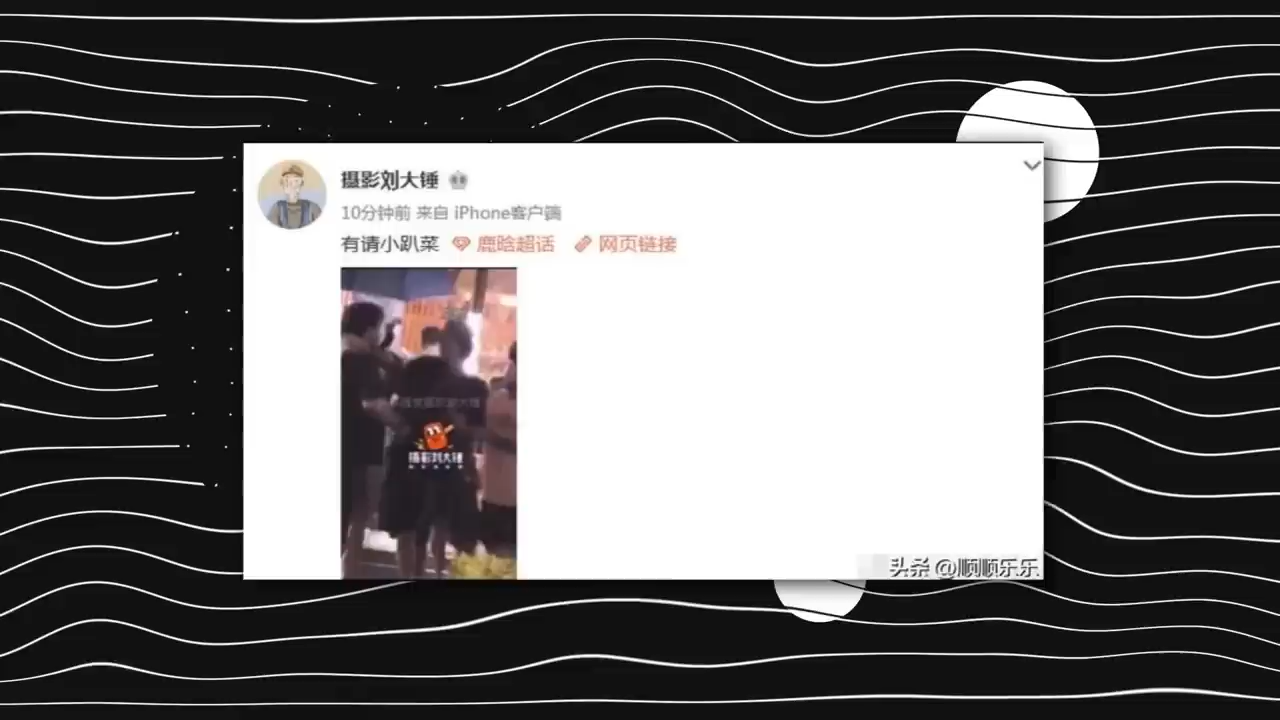 摄影刘大锤
10分钟前 来自 iPhone客户端
有请小趴菜 鹿晗超话 网页链接
摄影刘大锤
头条 @顺顺乐乐